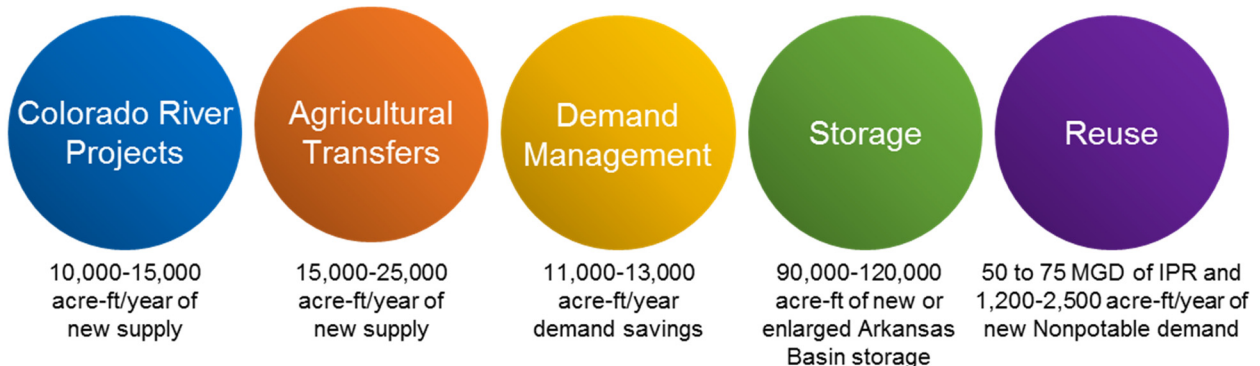 Colorado River
Projects
10,000-15,000
acre-ft/year of
new supply
Agricultural
Transfers
15,000-25,000
acre-ft/year of
new supply
Demand
Management
11,000-13,000
acre-ft/year
demand savings
Storage
90,000-120,000
acre-ft of new or
enlarged Arkansas
Basin storage
Reuse
50 to 75 MGD of IPR and
1,200-2,500 acre-ft/year of
new Nonpotable demand